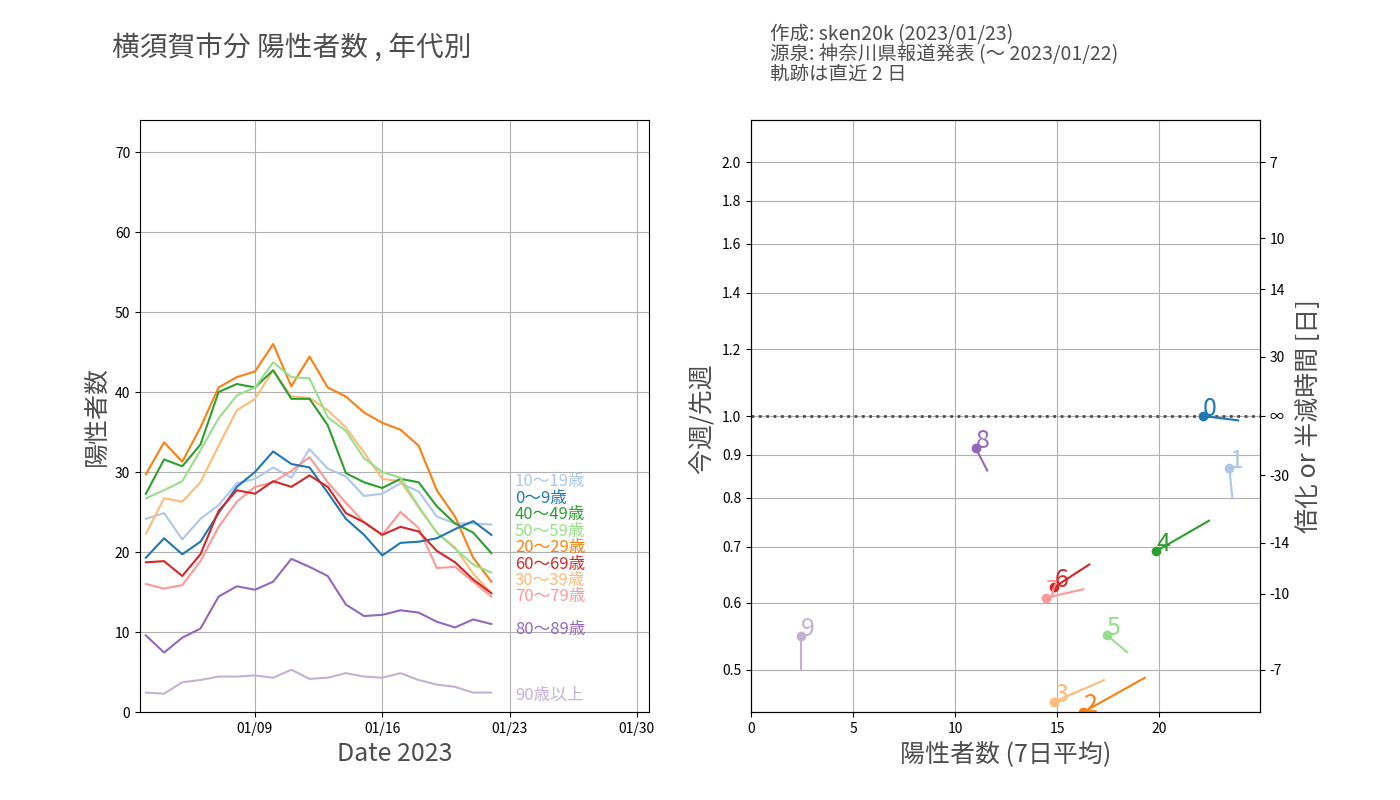 横須賀市分 陽性者数 , 年代別
作成: sken20k (2023/01/23)
源泉: 神奈川県報道発表 (～ 2023/01/22)
軌跡は直近 2 日
陽性者数
70
60
50
40
30
20
10
0
10～19歳
0～9歳
40～49歳
50～59歳
20～29歳
60～69歳
30～39歳
70～79歳
80～89歳
90歳以上
01/09
01/16
01/23
01/30
Date 2023
今週/先週
2.0
1.8
1.6
1.4
1.2
1.0
0.9
0.8
0.7
0.6
0.5
0
1
8
4
6
7
9
5
3
2
7
10
14
30
∞
-30
-14
-10
-7
倍化 or 半減時間 [日]
0
5
10
15
20
陽性者数 (7日平均)